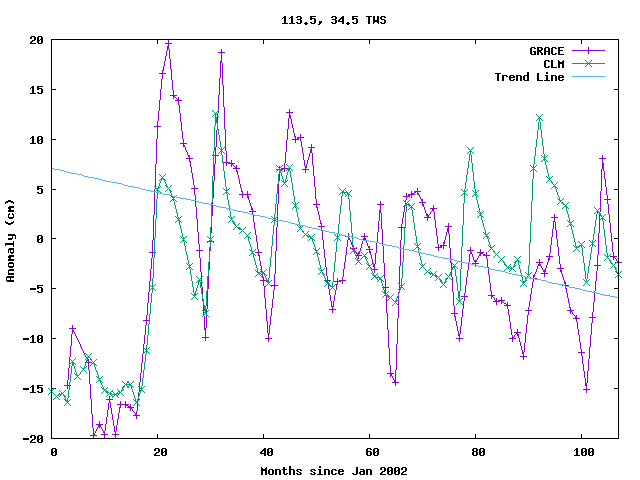 113.5, 34.5 TWS
GRACE
CLM
Trend Line
Anomaly (cm)
20
15
10
5
0
-5
-10
-15
-20
0 20 40 60 80 100
Months since Jan 2002